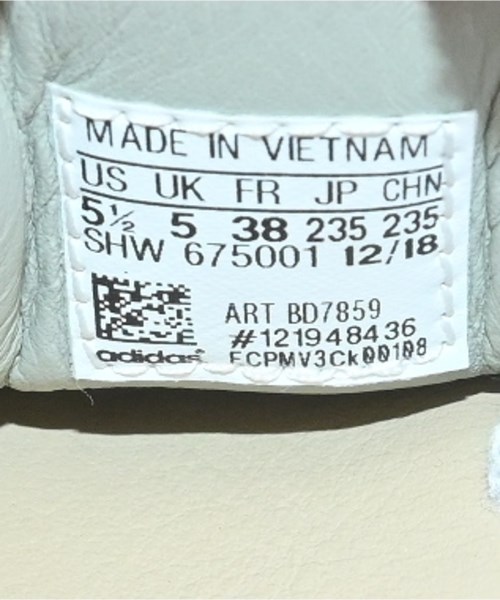 MADE IN VIETNAM
US UK FR JP CHN
5½ 5 38 235 235
SHW 675001 12/18
ART BD7859
#121948436
adidas ECPMV3Ck00108